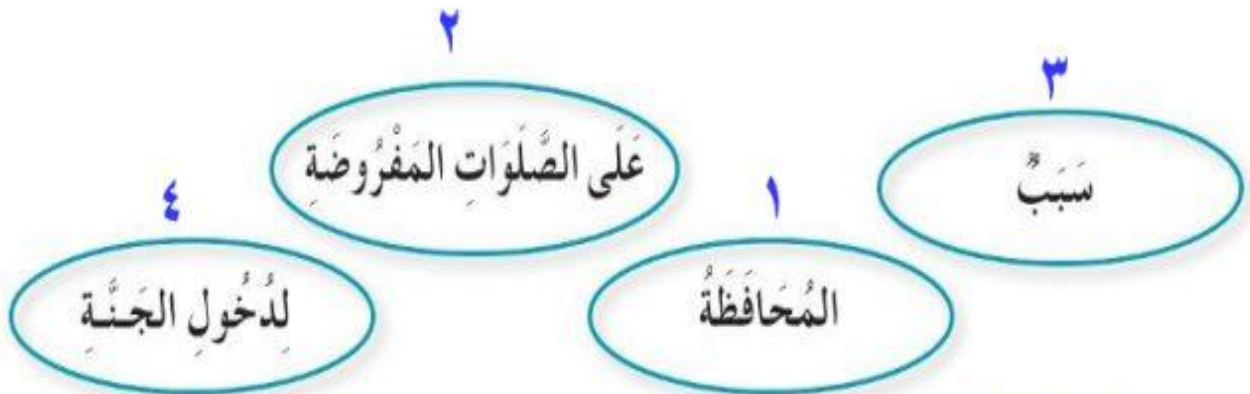 ٢
عَلَى الصَّلَوَاتِ المَفْرُوضَةِ
٣
سَبَبٌ
١
المُحَافَظَةُ
٤
لِدُخُولِ الجَنَّةِ